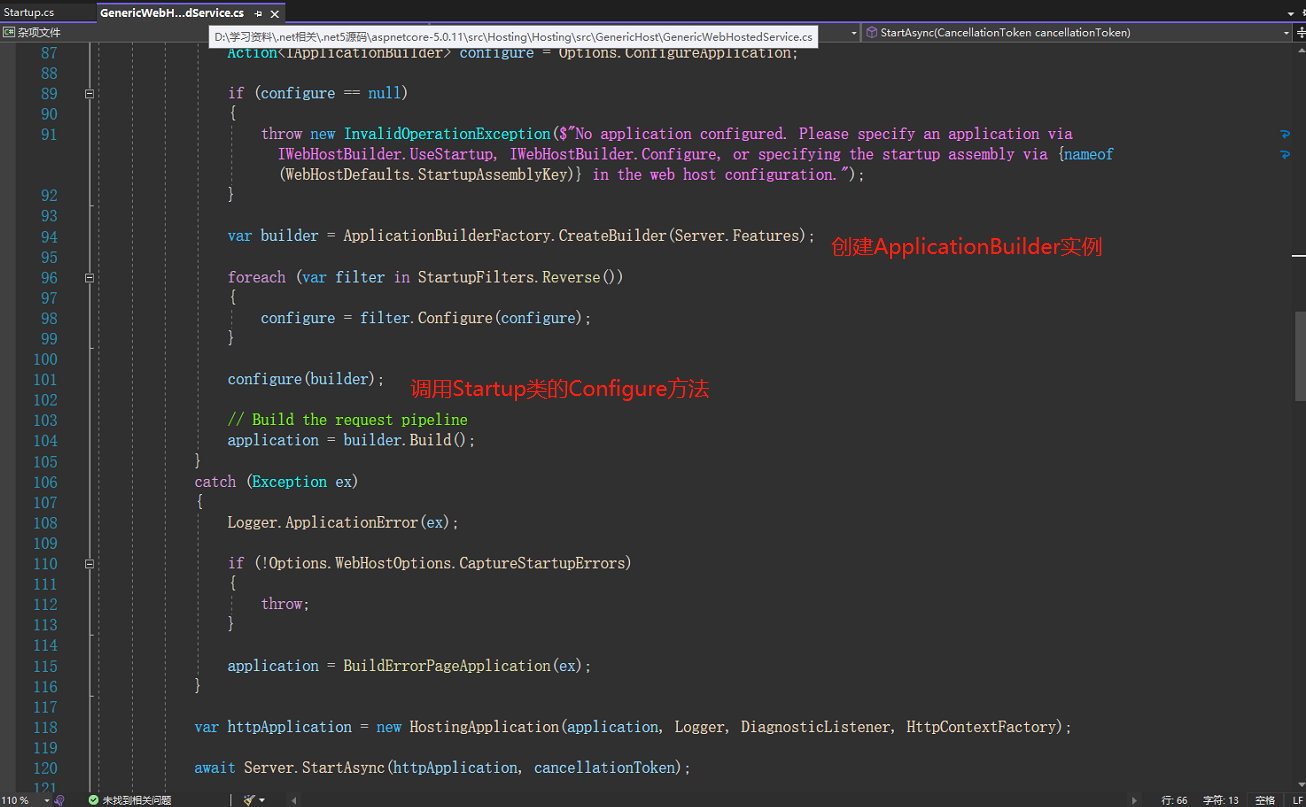 Startup.cs
GenericWebH...dService.cs
杂项文件
D:\学习资料\.net相关\.net5源码\aspnetcore-5.0.11\src\Hosting\Hosting\src\GenericHost\GenericWebHostedService.cs
StartAsync(CancellationToken cancellationToken)
87 Action<IApplicationBuilder> configure = Options.ConfigureApplication;
88
89 if (configure == null)
90 {
91 throw new InvalidOperationException($"No application configured. Please specify an application via
IWebHostBuilder.UseStartup, IWebHostBuilder.Configure, or specifying the startup assembly via {nameof
(WebHostDefaults.StartupAssemblyKey)} in the web host configuration.");
92 }
93
94 var builder = ApplicationBuilderFactory.CreateBuilder(Server.Features); 创建ApplicationBuilder实例
95
96 foreach (var filter in StartupFilters.Reverse())
97 {
98 configure = filter.Configure(configure);
99 }
100
101 configure(builder); 调用Startup类的Configure方法
102
103 // Build the request pipeline
104 application = builder.Build();
105 }
106 catch (Exception ex)
107 {
108 Logger.ApplicationError(ex);
109
110 if (!Options.WebHostOptions.CaptureStartupErrors)
111 {
112 throw;
113 }
114
115 application = BuildErrorPageApplication(ex);
116 }
117
118 var httpApplication = new HostingApplication(application, Logger, DiagnosticListener, HttpContextFactory);
119
120 await Server.StartAsync(httpApplication, cancellationToken);
121
110 % 未找到相关问题 行: 66 字符: 13 空格 LF